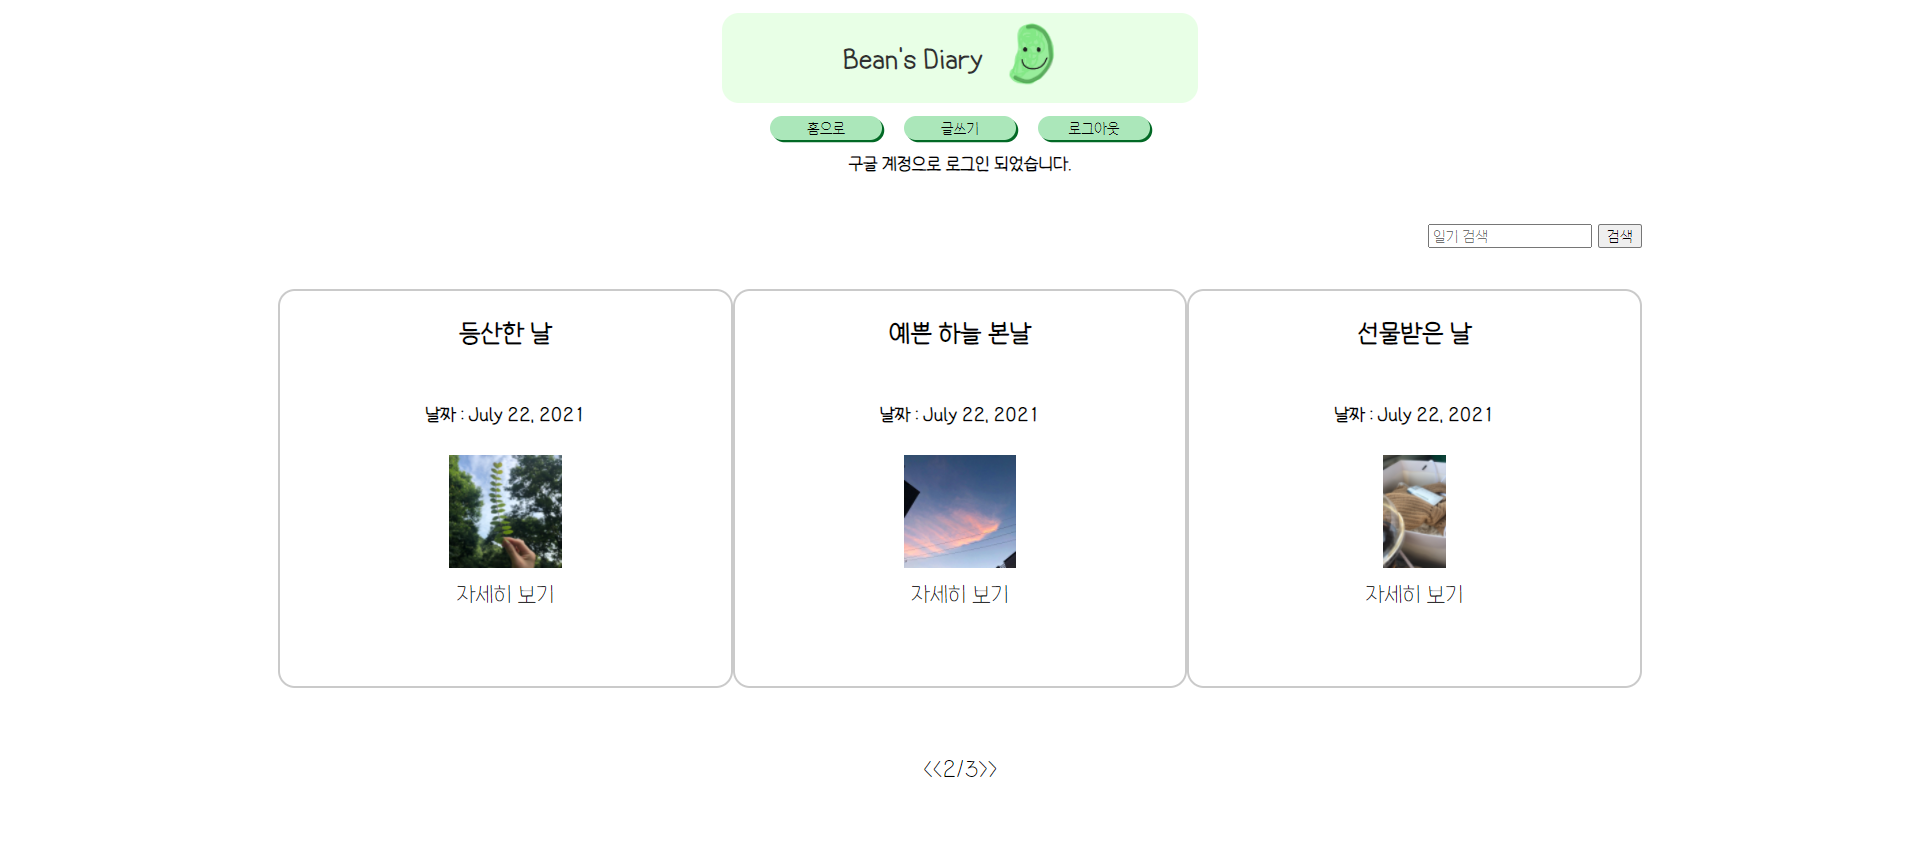 Bean's Diary
홈으로 글쓰기 로그아웃
구글 계정으로 로그인 되었습니다.
일기 검색 검색
등산한 날 예쁜 하늘 본날 선물받은 날
날짜 : July 22, 2021 날짜 : July 22, 2021 날짜 : July 22, 2021
자세히 보기 자세히 보기 자세히 보기
<<2/3>>